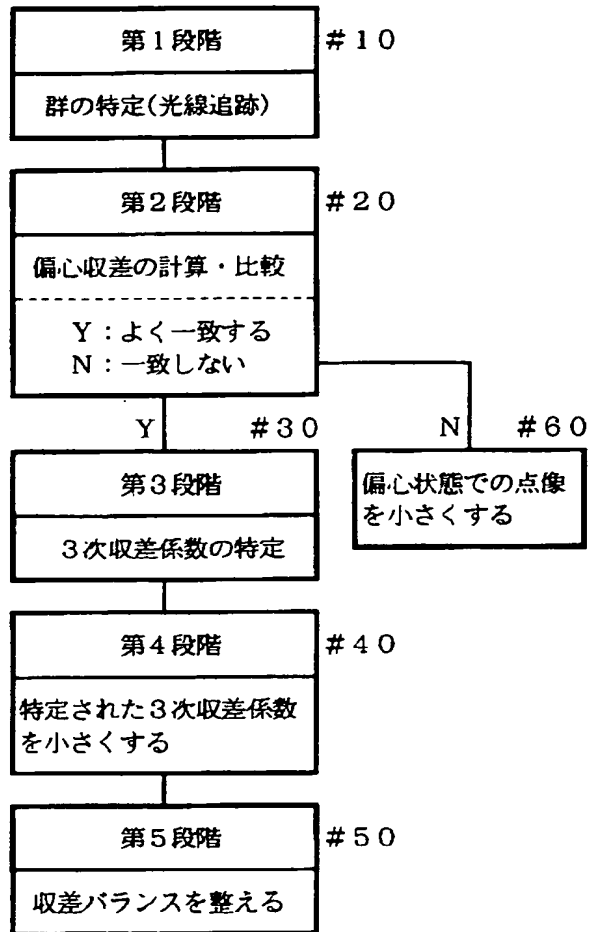 第1段階 #10
群の特定(光線追跡)
第2段階 #20
偏心収差の計算・比較
Y:よく一致する
N:一致しない
Y #30
N #60
第3段階
3次収差係数の特定
偏心状態での点像
を小さくする
第4段階 #40
特定された3次収差係数
を小さくする
第5段階 #50
収差バランスを整える